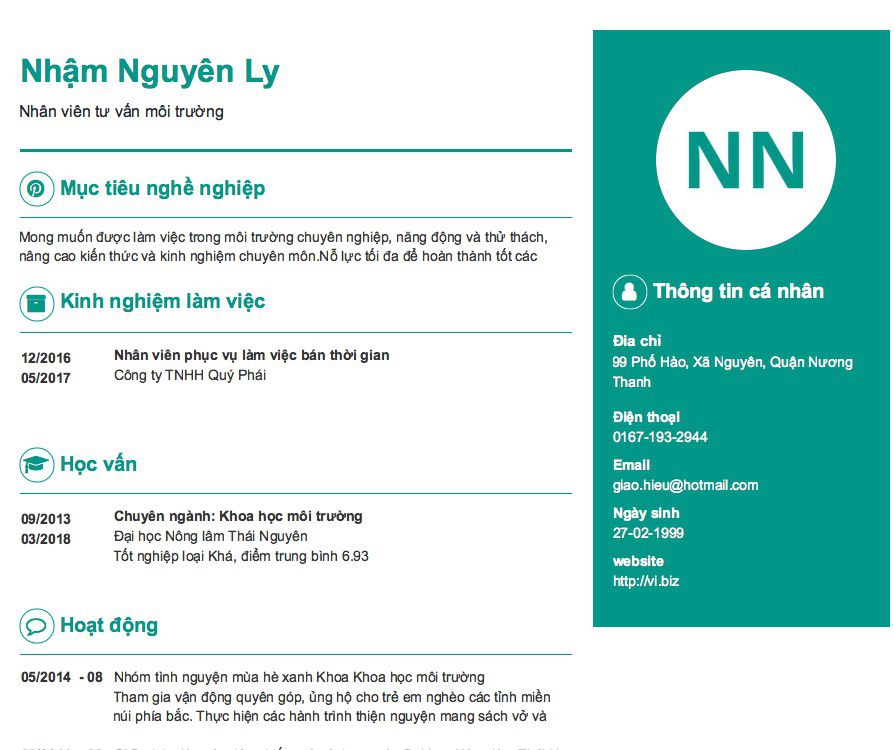 Nhậm Nguyên Ly
Nhân viên tư vấn môi trường
Mục tiêu nghề nghiệp
Mong muốn được làm việc trong môi trường chuyên nghiệp, năng động và thử thách,
nâng cao kiến thức và kinh nghiệm chuyên môn.Nỗ lực tối đa để hoàn thành tốt các
Kinh nghiệm làm việc
12/2016 Nhân viên phục vụ làm việc bán thời gian
05/2017 Công ty TNHH Quý Phái
Học vấn
09/2013 Chuyên ngành: Khoa học môi trường
03/2018 Đại học Nông lâm Thái Nguyên
Tốt nghiệp loại Khá, điểm trung bình 6.93
Hoạt động
05/2014 - 08 Nhóm tình nguyện mùa hè xanh Khoa Khoa học môi trường
Tham gia vận động quyên góp, ủng hộ cho trẻ em nghèo các tỉnh miền
núi phía bắc. Thực hiện các hành trình thiện nguyện mang sách vở và
NN
Thông tin cá nhân
Đia chỉ
99 Phố Hào, Xã Nguyên, Quận Nương
Thanh
Điện thoại
0167-193-2944
Email
giao.hieu@hotmail.com
Ngày sinh
27-02-1999
website
http://vi.biz